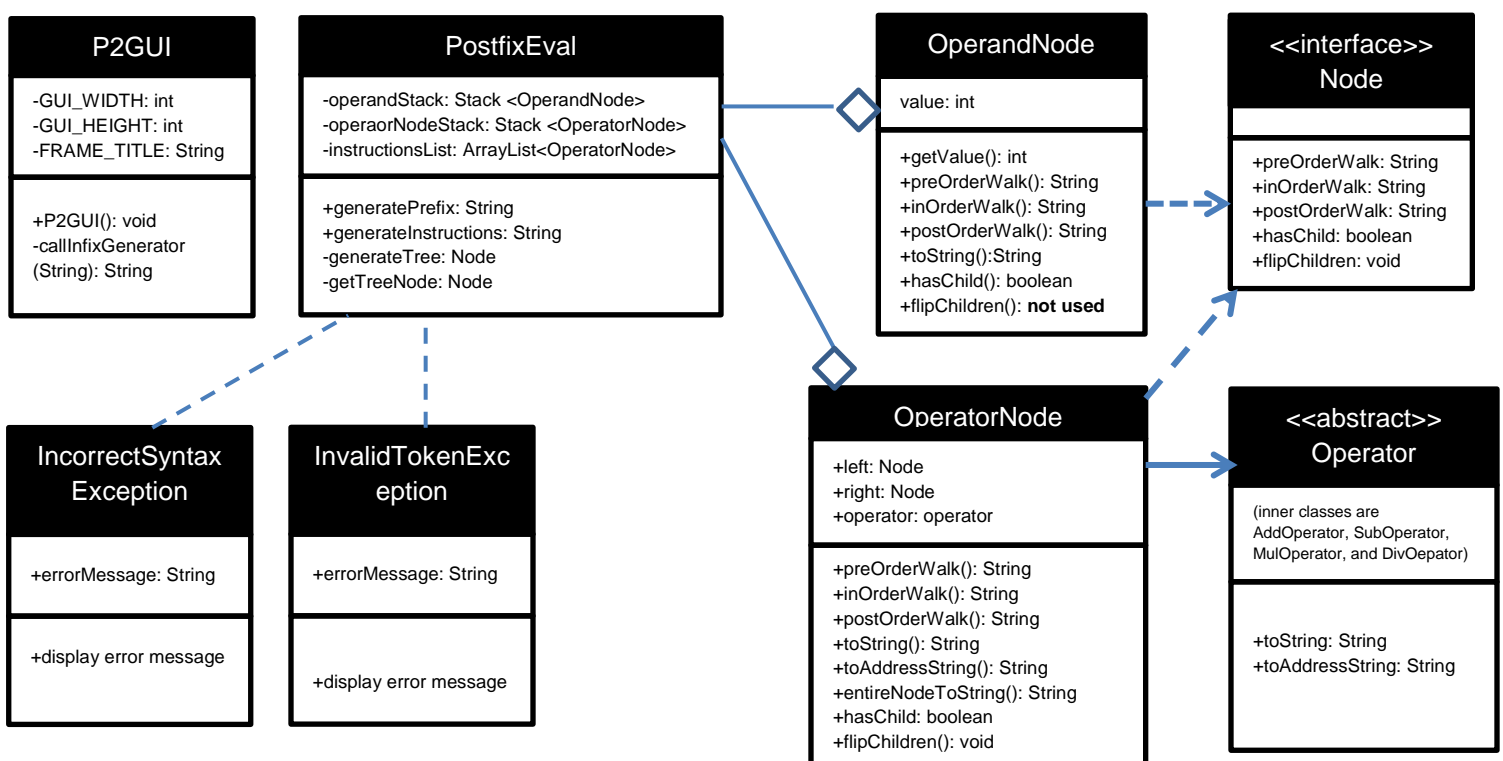 P2GUI
-GUI_WIDTH: int
-GUI_HEIGHT: int
-FRAME_TITLE: String
+P2GUI(): void
-callInfixGenerator
(String): String
PostfixEval
-operandStack: Stack <OperandNode>
-operaorNodeStack: Stack <OperatorNode>
-instructionsList: ArrayList<OperatorNode>
+generatePrefix: String
+generateInstructions: String
-generateTree: Node
-getTreeNode: Node
OperandNode
value: int
+getValue(): int
+preOrderWalk(): String
+inOrderWalk(): String
+postOrderWalk(): String
+toString():String
+hasChild(): boolean
+flipChildren(): not used
<<interface>>
Node
+preOrderWalk: String
+inOrderWalk: String
+postOrderWalk: String
+hasChild: boolean
+flipChildren: void
IncorrectSyntax
Exception
+errorMessage: String
+display error message
InvalidTokenExc
eption
+errorMessage: String
+display error message
OperatorNode
+left: Node
+right: Node
+operator: operator
+preOrderWalk(): String
+inOrderWalk(): String
+postOrderWalk(): String
+toString(): String
+toAddressString(): String
+entireNodeToString(): String
+hasChild: boolean
+flipChildren(): void
<<abstract>>
Operator
(inner classes are
AddOperator, SubOperator,
MulOperator, and DivOepator)
+toString: String
+toAddressString: String